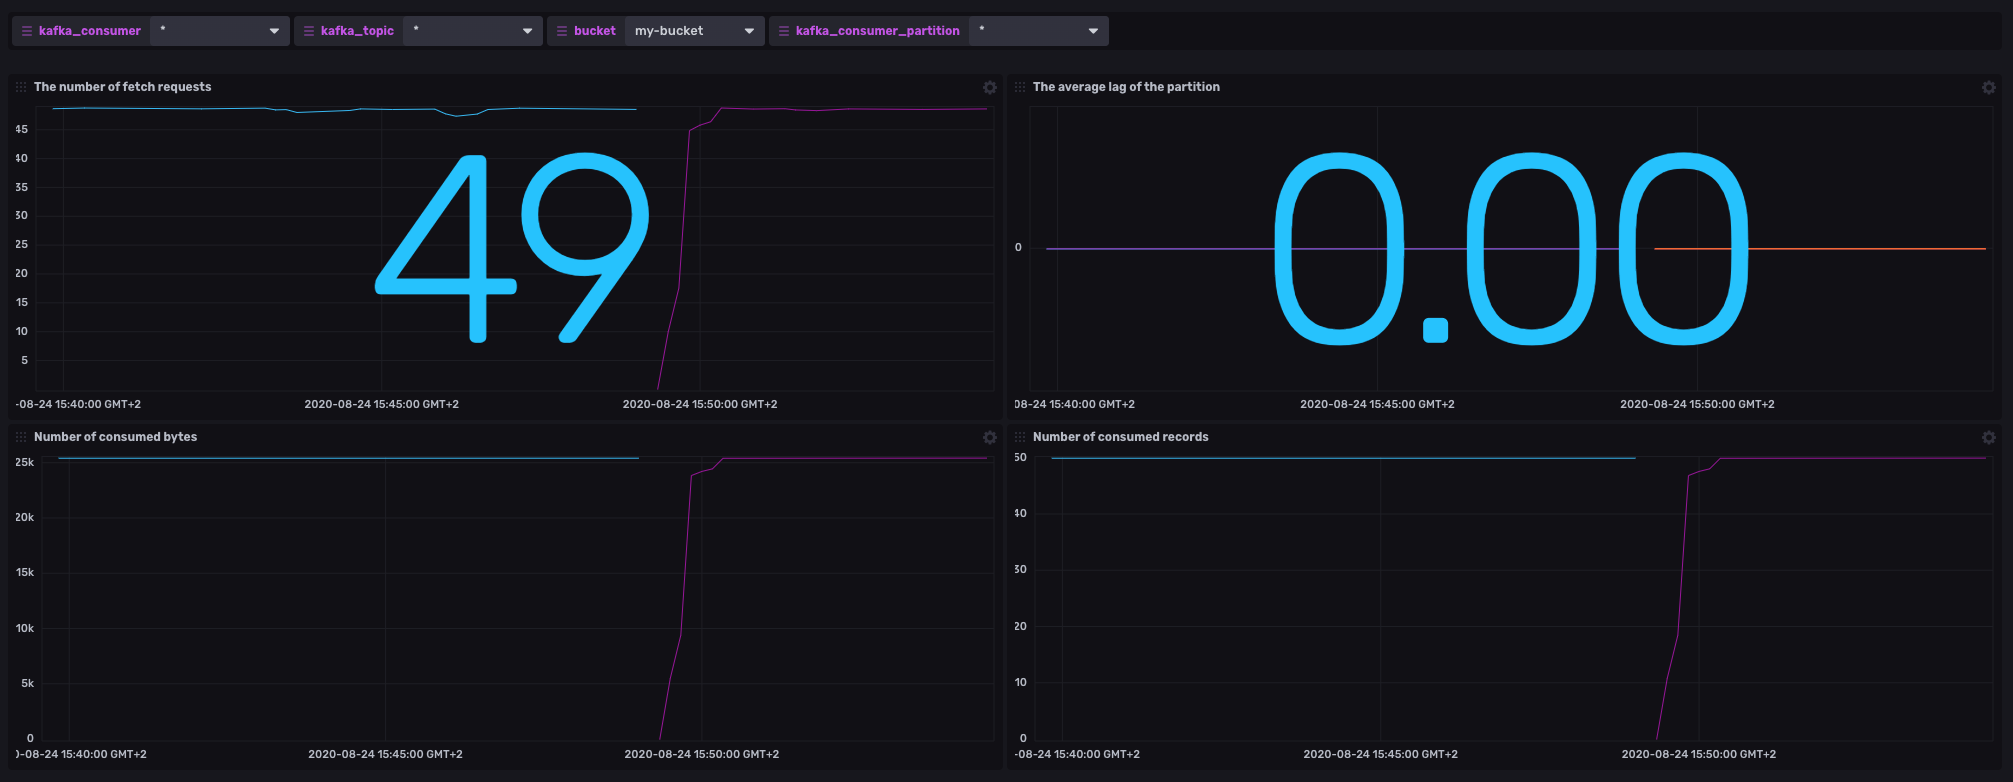 kafka_consumer * kafka_topic * bucket my-bucket kafka_consumer_partition *
The number of fetch requests
45
40
35
30
25
20
15
10
5
49
-08-24 15:40:00 GMT+2 2020-08-24 15:45:00 GMT+2 2020-08-24 15:50:00 GMT+2
The average lag of the partition
0
0.00
08-24 15:40:00 GMT+2 2020-08-24 15:45:00 GMT+2 2020-08-24 15:50:00 GMT+2
Number of consumed bytes
25k
20k
15k
10k
5k
0
0-08-24 15:40:00 GMT+2 2020-08-24 15:45:00 GMT+2 2020-08-24 15:50:00 GMT+2
Number of consumed records
50
40
30
20
10
0
-08-24 15:40:00 GMT+2 2020-08-24 15:45:00 GMT+2 2020-08-24 15:50:00 GMT+2